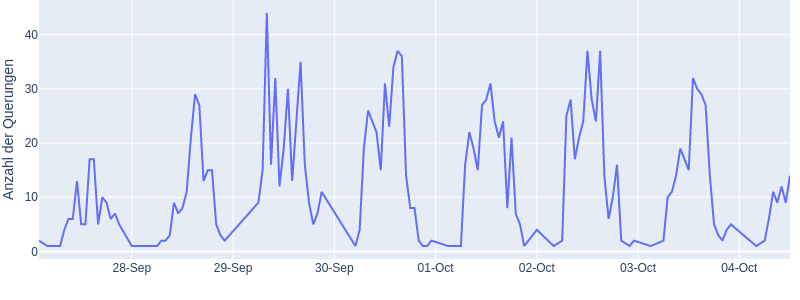 Anzahl der Querungen
40
30
20
10
0
28-Sep
29-Sep
30-Sep
01-Oct
02-Oct
03-Oct
04-Oct